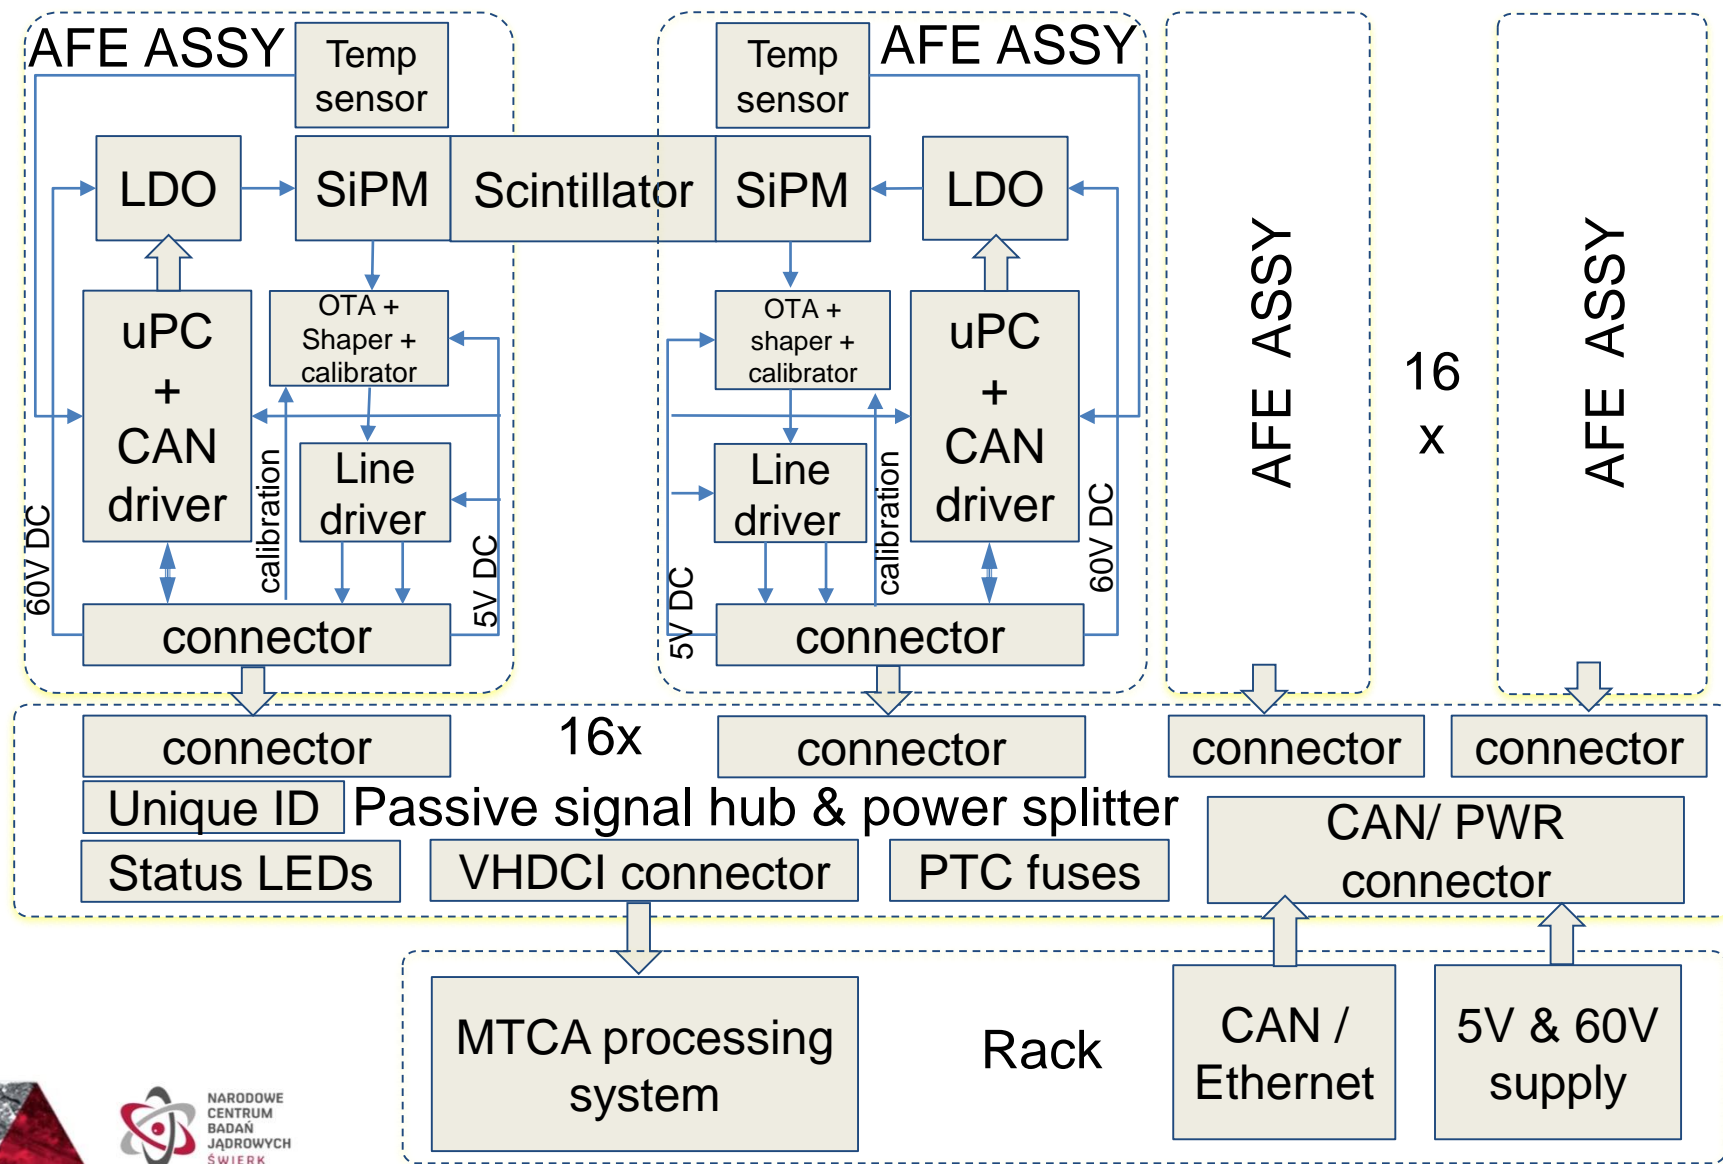 AFE ASSY
Temp
sensor
LDO
SiPM
Scintillator
SiPM
LDO
Temp
sensor
AFE ASSY
uPC
+
CAN
driver
OTA +
Shaper +
calibrator
Line
driver
60V DC
calibration
5V DC
connector
OTA +
shaper +
calibrator
Line
driver
uPC
+
CAN
driver
5V DC
calibration
60V DC
connector
AFE ASSY
16
x
AFE ASSY
connector
16x
connector
connector
connector
Unique ID
Passive signal hub & power splitter
CAN/ PWR
connector
Status LEDs
VHDCI connector
PTC fuses
MTCA processing
system
Rack
CAN /
Ethernet
5V & 60V
supply
NARODOWE
CENTRUM
BADAŃ
JĄDROWYCH
ŚWIERK